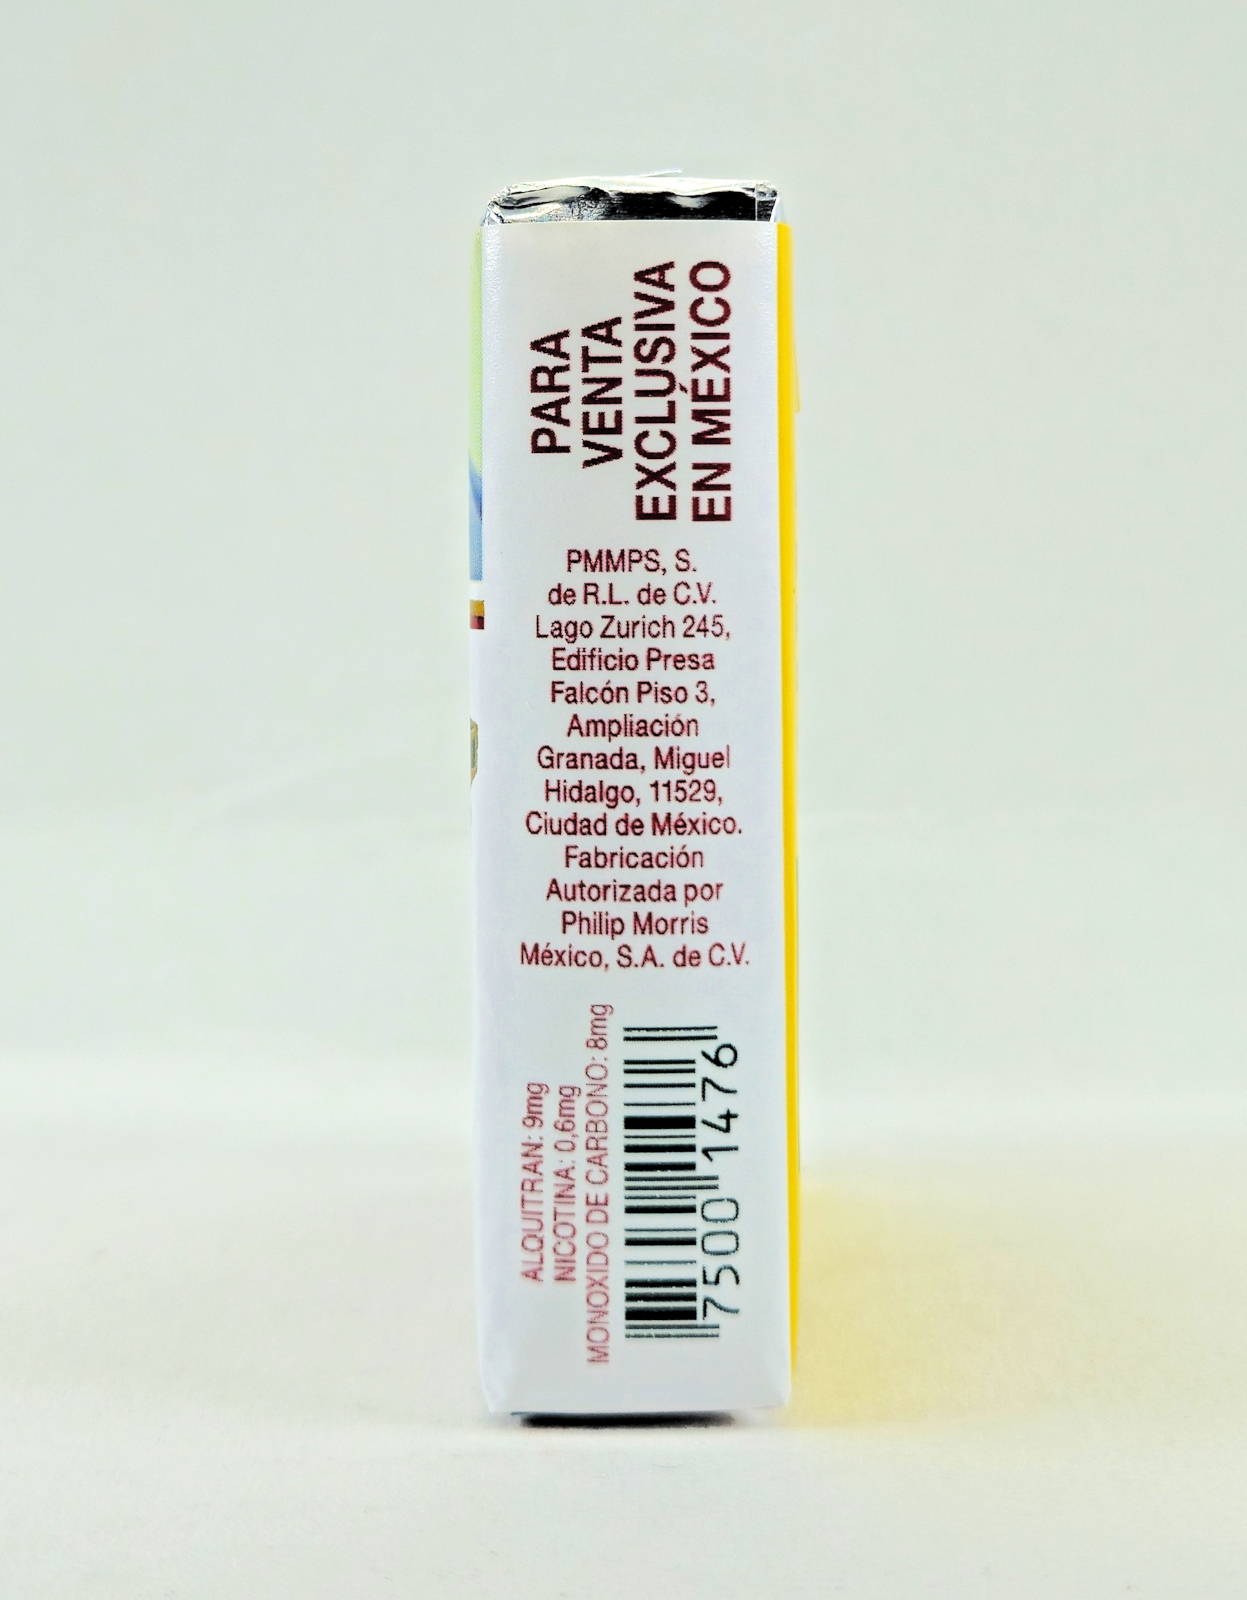 PARA
VENTA
EXCLUSIVA
EN MÉXICO
PMMPS, S.
de R.L. de C.V.
Lago Zurich 245,
Edificio Presa
Falcón Piso 3,
Ampliación
Granada, Miguel
Hidalgo, 11529,
Ciudad de México.
Fabricación
Autorizada por
Philip Morris
México, S.A. de C.V.
ALQUITRAN: 9mg
NICOTINA: 0,6mg
MONOXIDO DE CARBONO: 8mg
7500 1476